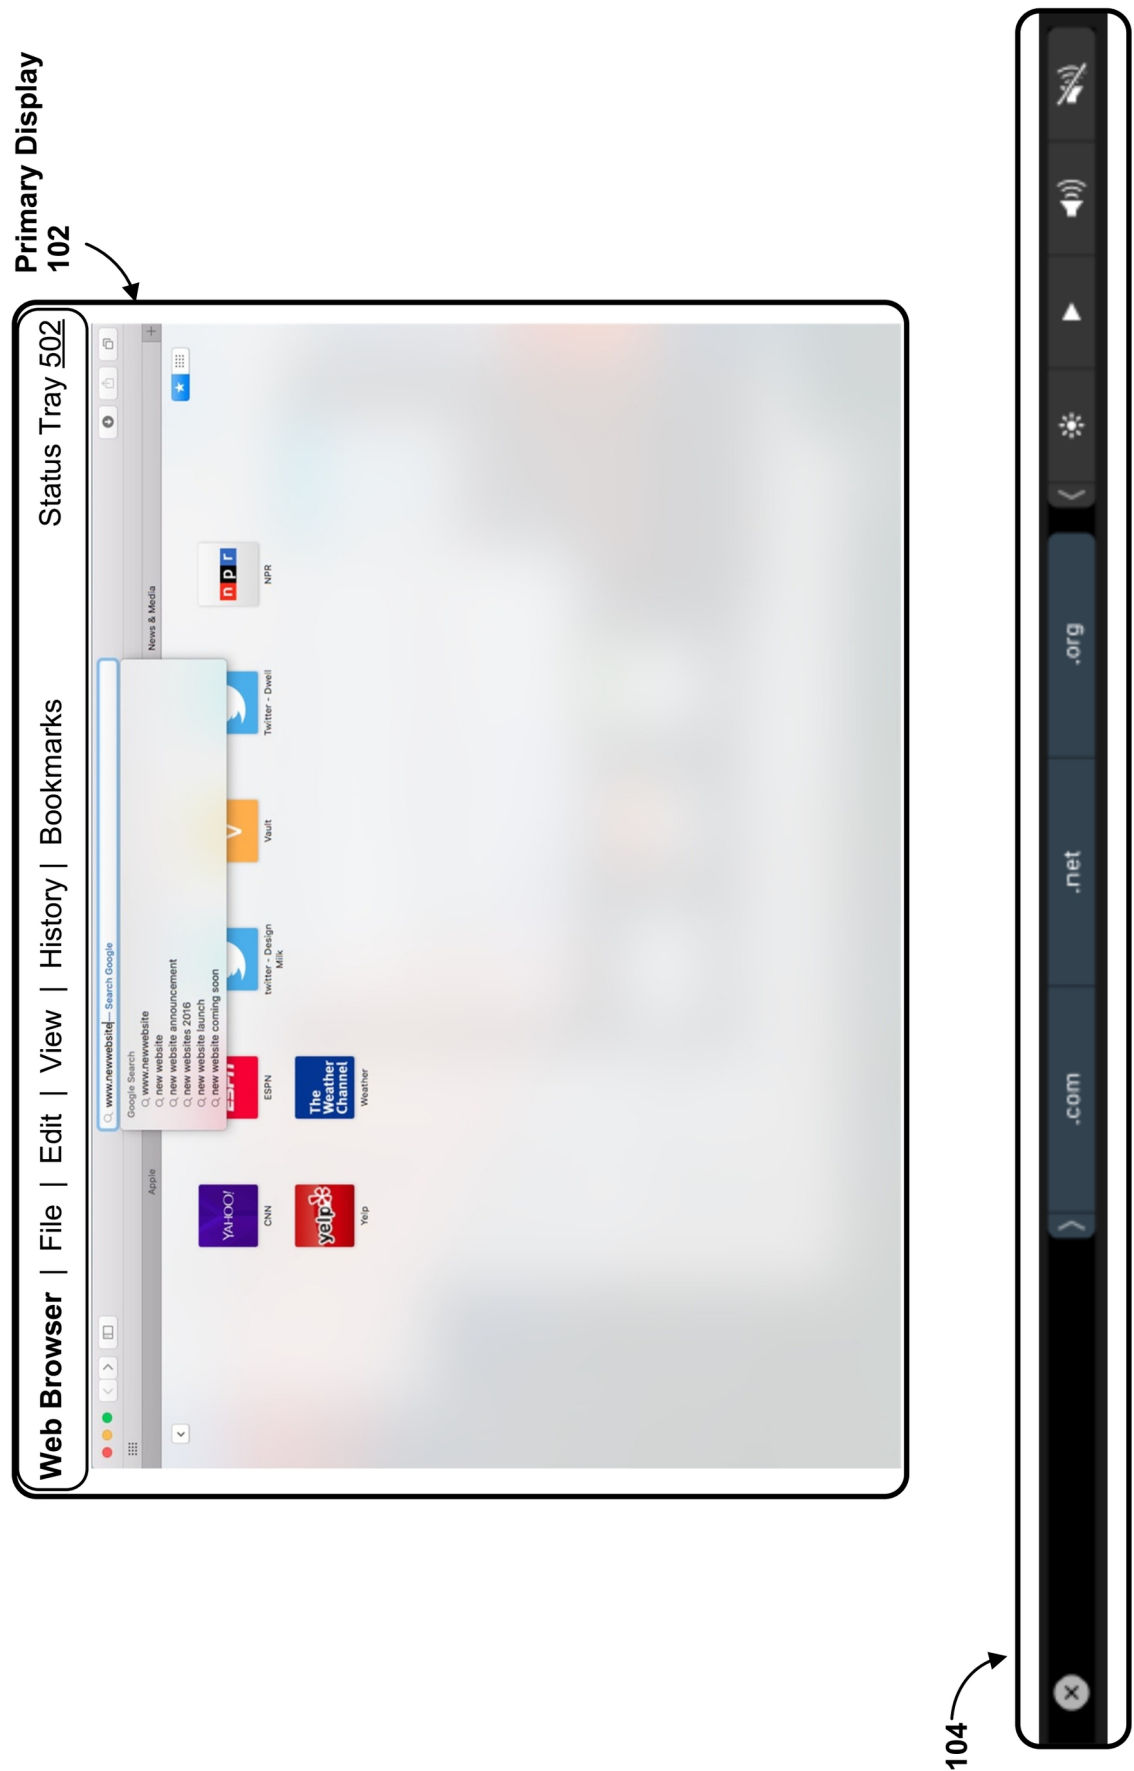 Primary Display
102
Web Browser | File | Edit | View | History | Bookmarks
Status Tray 502
www.newwebsite — Search Google
Google Search
www.newwebsite
new website
new website announcement
new websites 2016
new website launch
new website coming soon
Apple
News & Media
+
YAHOO!
CNN
ESPN
ESPN
twitter - Design
Milk
V
Vault
Twitter - Dwell
npr
NPR
yelp
Yelp
The
Weather
Channel
Weather
104
.com
.net
.org